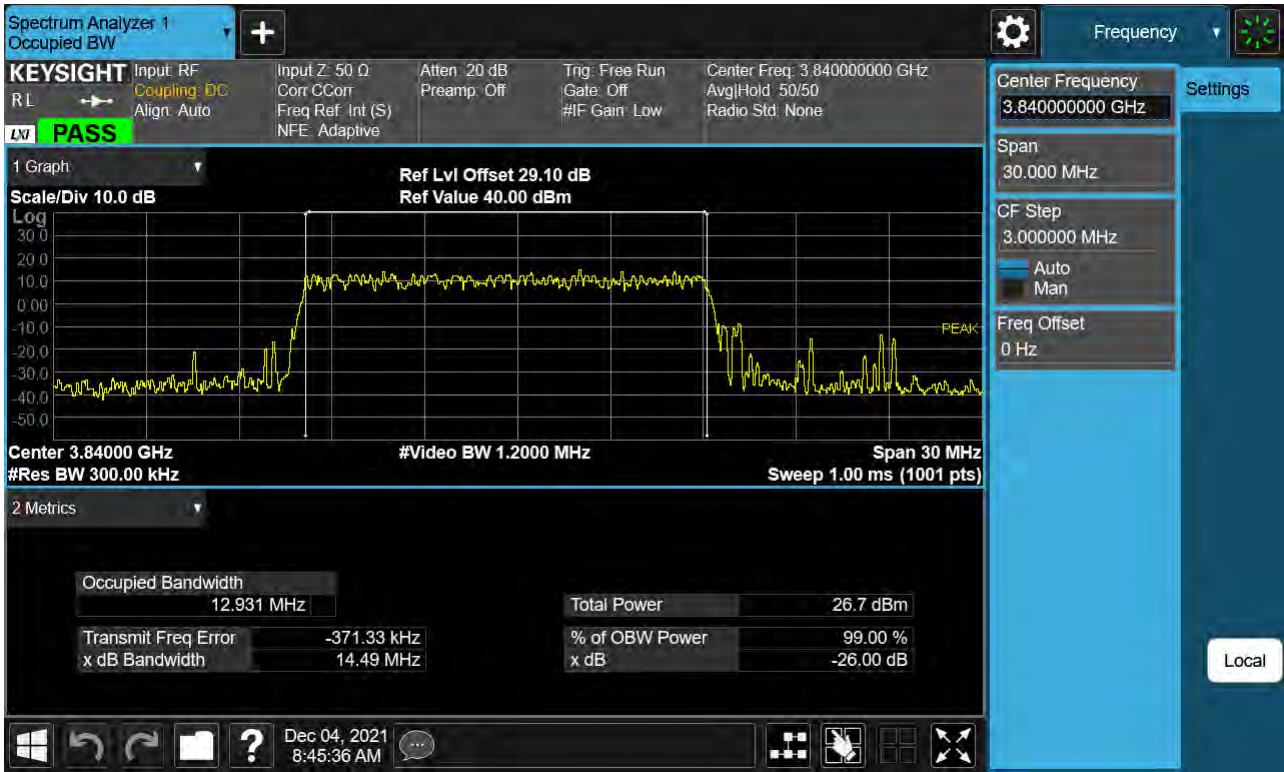 Spectrum Analyzer 1
Occupied BW
+
Frequency
KEYSIGHT
RL
LXI PASS
Input: RF
Coupling: DC
Align: Auto
Input Z: 50 Ω
Corr CCorr
Freq Ref: Int (S)
NFE: Adaptive
Atten: 20 dB
Preamp: Off
Trig: Free Run
Gate: Off
#IF Gain: Low
Center Freq: 3.840000000 GHz
Avg|Hold: 50/50
Radio Std: None
Center Frequency
3.840000000 GHz
Settings
Span
30.000 MHz
CF Step
3.000000 MHz
Auto
Man
Freq Offset
0 Hz
Local
1 Graph
Scale/Div 10.0 dB
Ref Lvl Offset 29.10 dB
Ref Value 40.00 dBm
Log
30.0
20.0
10.0
0.00
-10.0
-20.0
-30.0
-40.0
-50.0
PEAK
Center 3.84000 GHz
#Video BW 1.2000 MHz
Span 30 MHz
#Res BW 300.00 kHz
Sweep 1.00 ms (1001 pts)
2 Metrics
Occupied Bandwidth
12.931 MHz
Total Power 26.7 dBm
Transmit Freq Error -371.33 kHz
% of OBW Power 99.00 %
x dB Bandwidth 14.49 MHz
x dB -26.00 dB
?
Dec 04, 2021
8:45:36 AM